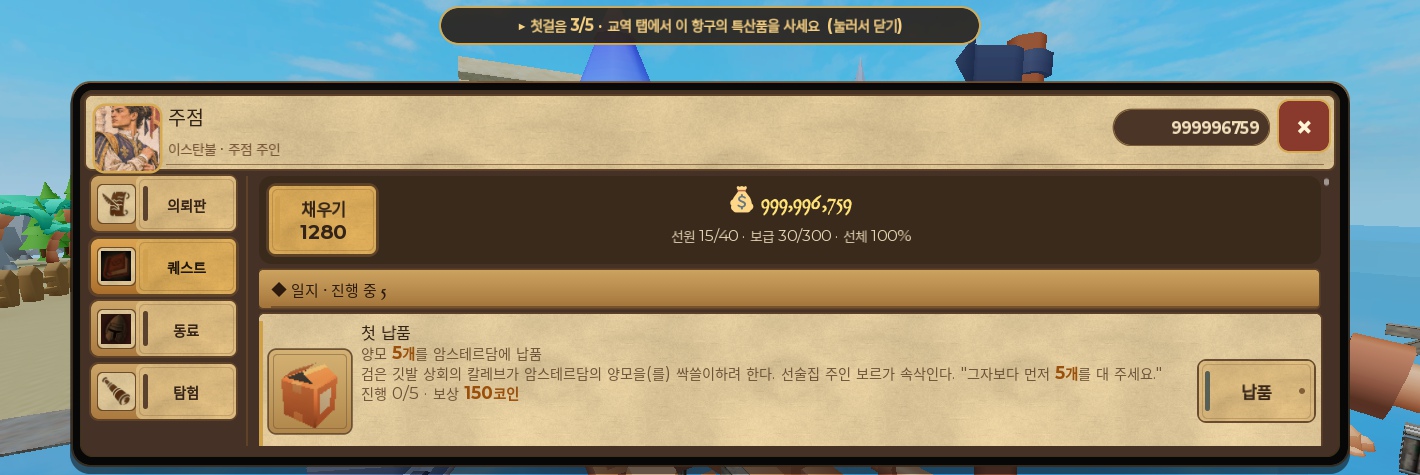 ▸ 첫걸음 3/5 · 교역 탭에서 이 항구의 특산품을 사세요 (눌러서 닫기)
주점
이스탄불 · 주점 주인
999996759
×
의뢰판
퀘스트
동료
탐험
채우기
1280
999,996,759
선원 15/40 · 보급 30/300 · 선체 100%
◆ 일지 · 진행 중 5
첫 납품
양모 5개를 암스테르담에 납품
검은 깃발 상회의 칼레브가 암스테르담의 양모을(를) 싹쓸이하려 한다. 선술집 주인 보르가 속삭인다. "그자보다 먼저 5개를 대 주세요."
진행 0/5 · 보상 150코인
납품